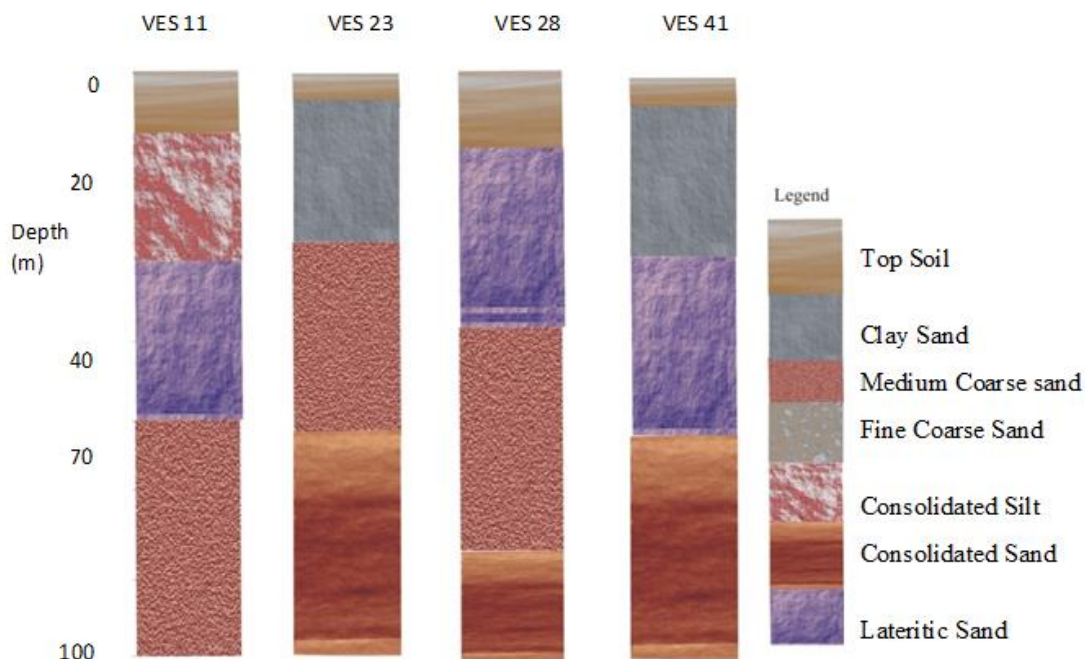 VES 11
VES 23
VES 28
VES 41
0
20
Depth
(m)
40
70
100
Legend
Top Soil
Clay Sand
Medium Coarse sand
Fine Coarse Sand
Consolidated Silt
Consolidated Sand
Lateritic Sand